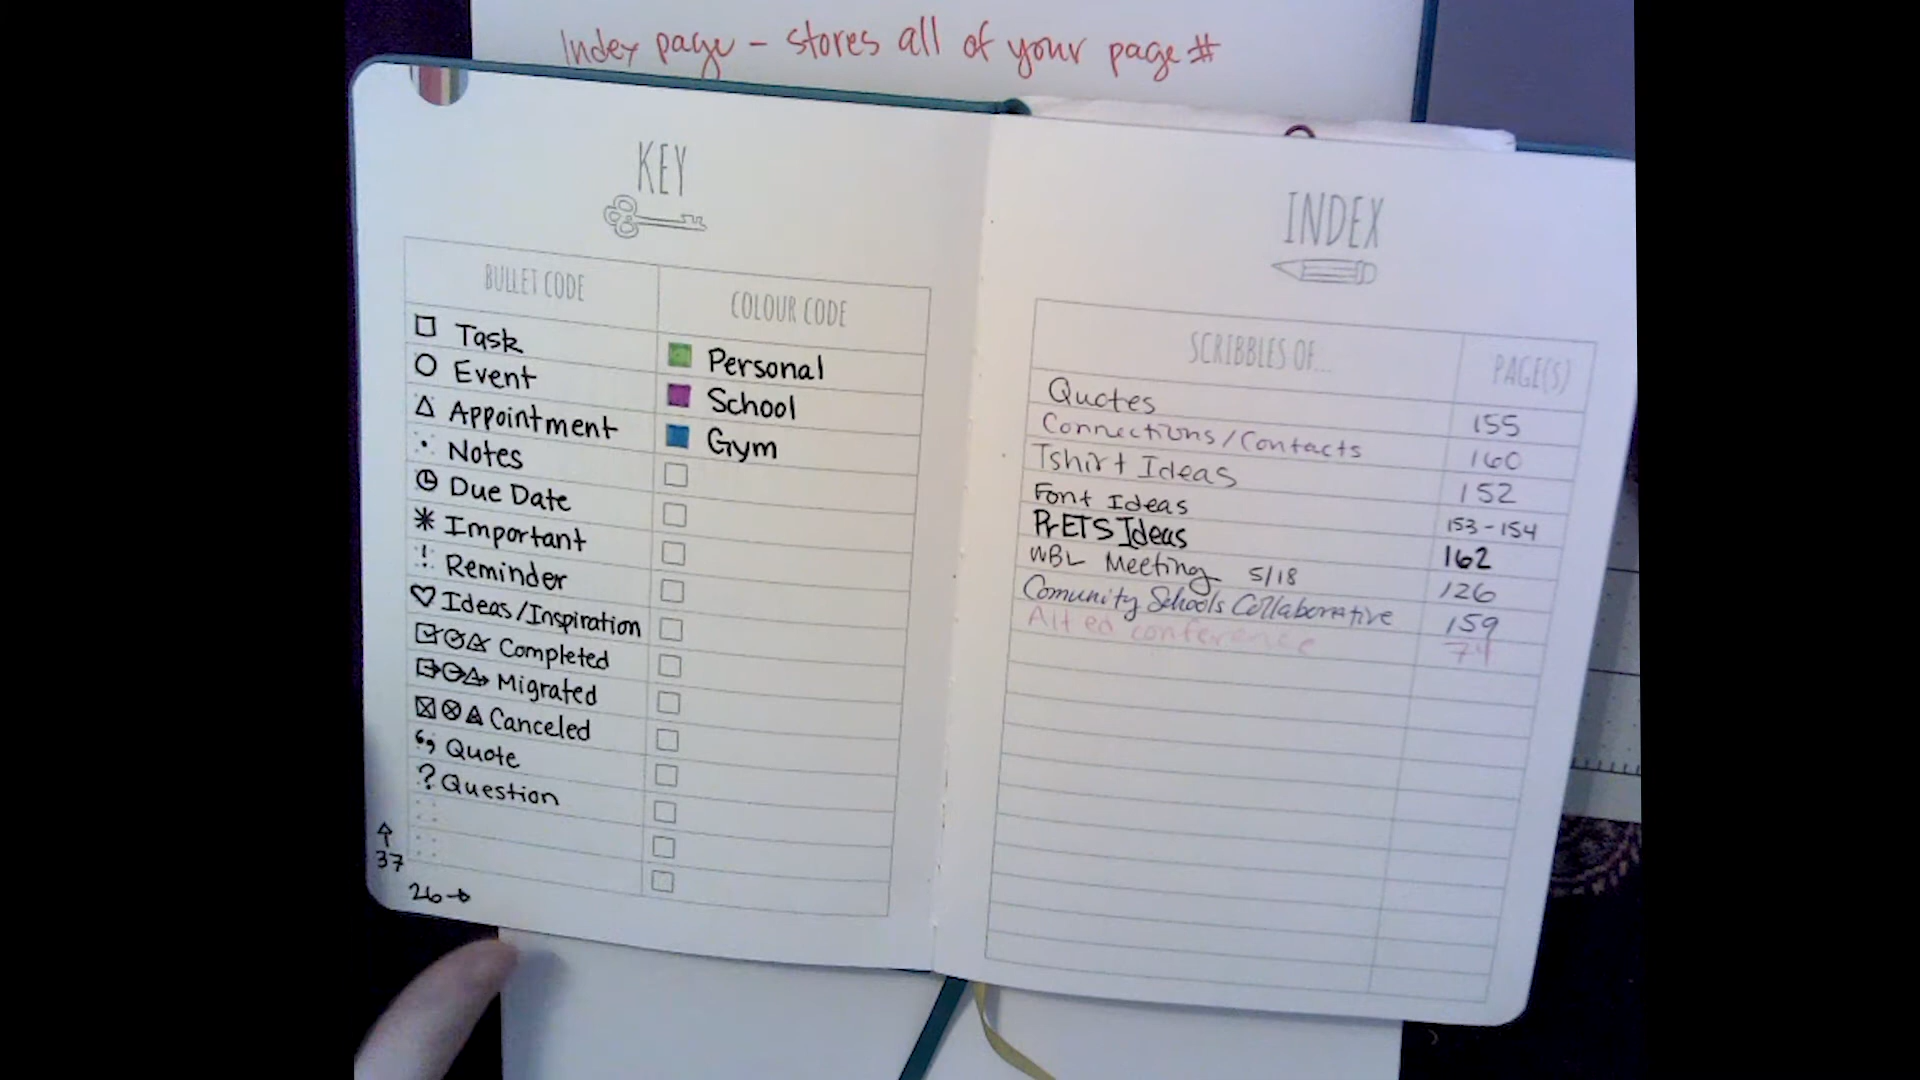 Index page - stores all of your page #
KEY
BULLET CODE
COLOUR CODE
Task
Event
Appointment
Notes
Due Date
Important
! Reminder
Ideas/Inspiration
Completed
Migrated
Canceled
Quote
? Question
Personal
School
Gym
37
26
INDEX
SCRIBBLES OF... PAGE(S)
Quotes 155
Connections/Contacts 160
Tshirt Ideas 152
Font Ideas 153-154
PrETS Ideas 162
WBL Meeting 5/18 126
Comunity Schools Collaborative 159
Alt ed conference 74